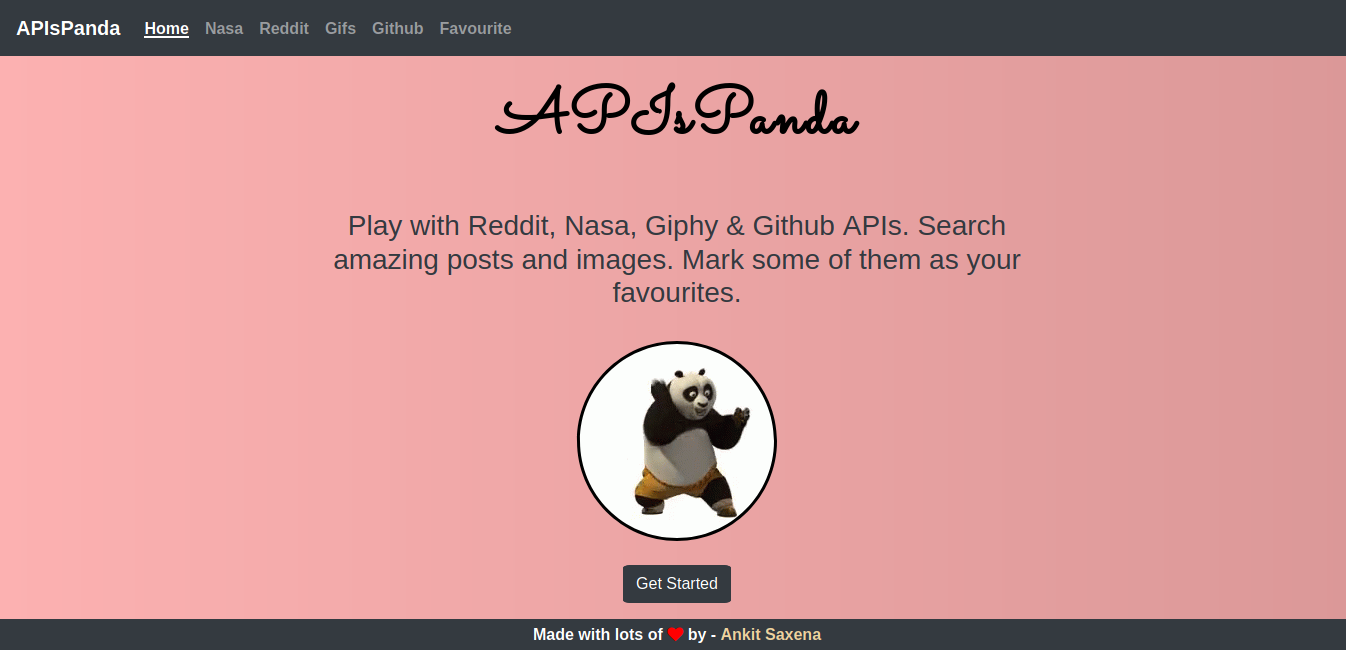 APIsPanda Home Nasa Reddit Gifs Github Favourite
APIsPanda
Play with Reddit, Nasa, Giphy & Github APIs. Search
amazing posts and images. Mark some of them as your
favourites.
Get Started
Made with lots of ❤ by - Ankit Saxena